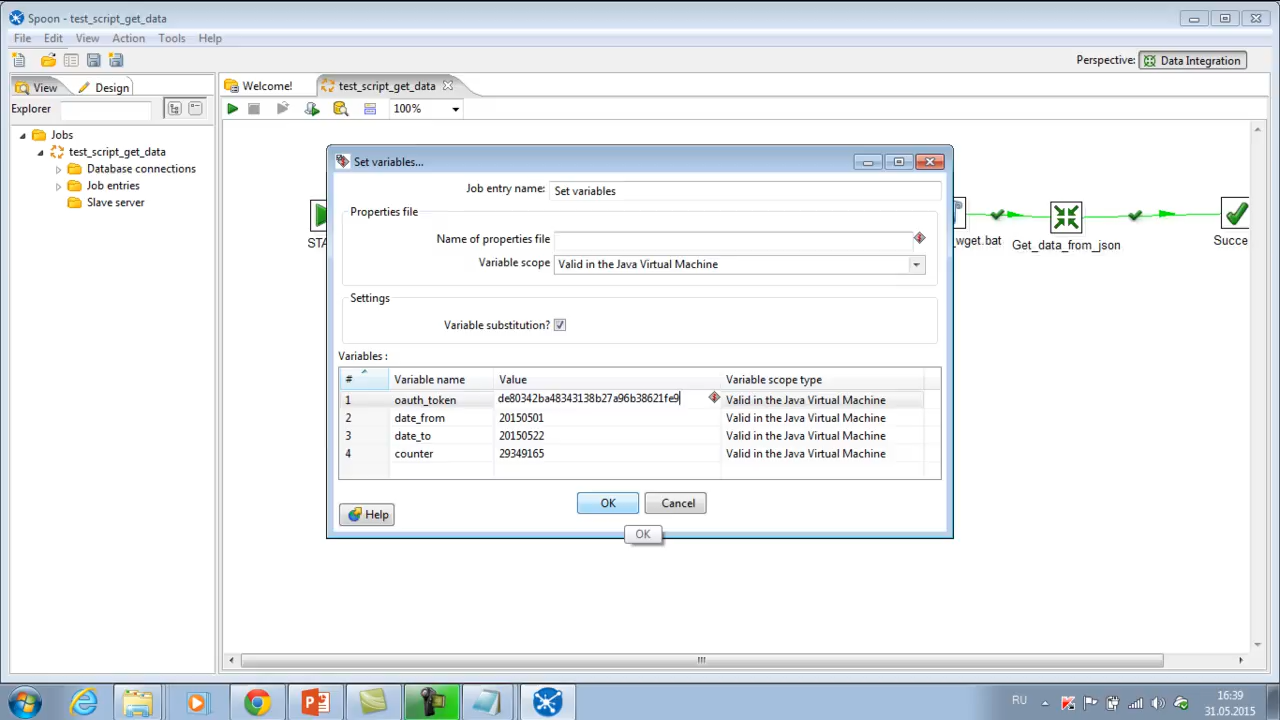 Spoon - test_script_get_data
File Edit View Action Tools Help
Perspective: Data Integration
View Design
Welcome! test_script_get_data
Explorer
100%
Jobs
test_script_get_data
Database connections
Job entries
Slave server
Set variables...
Job entry name: Set variables
Properties file
Name of properties file
Variable scope Valid in the Java Virtual Machine
Settings
Variable substitution?
Variables :
# Variable name Value Variable scope type
1 oauth_token de80342ba48343138b27a96b38621fe9 Valid in the Java Virtual Machine
2 date_from 20150501 Valid in the Java Virtual Machine
3 date_to 20150522 Valid in the Java Virtual Machine
4 counter 29349165 Valid in the Java Virtual Machine
OK Cancel
Help
OK
STA
_wget.bat
Get_data_from_json
Succe
RU
16:39
31.05.2015